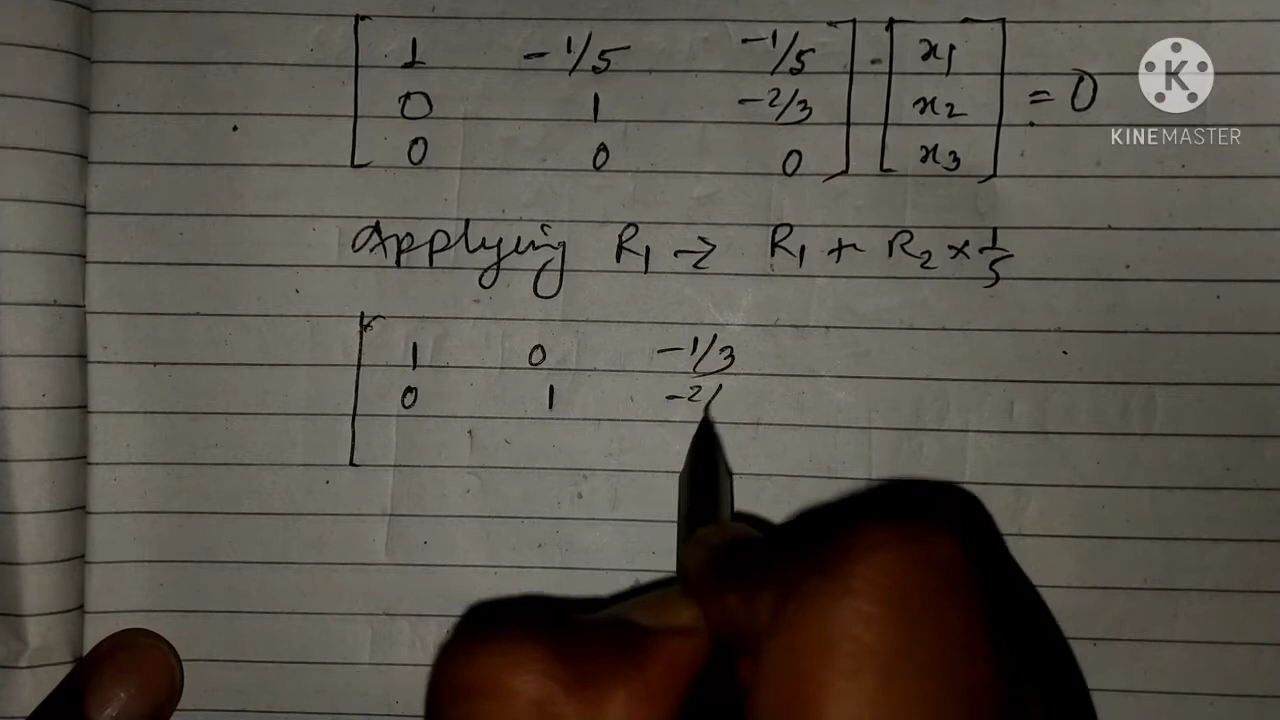 1 -1/5 -1/5 x1
0 1 -2/3 · x2 = 0
0 0 0 x3
KINEMASTER
Applying R1 → R1 + R2 × 1/5
1 0 -1/3
0 1 -2/